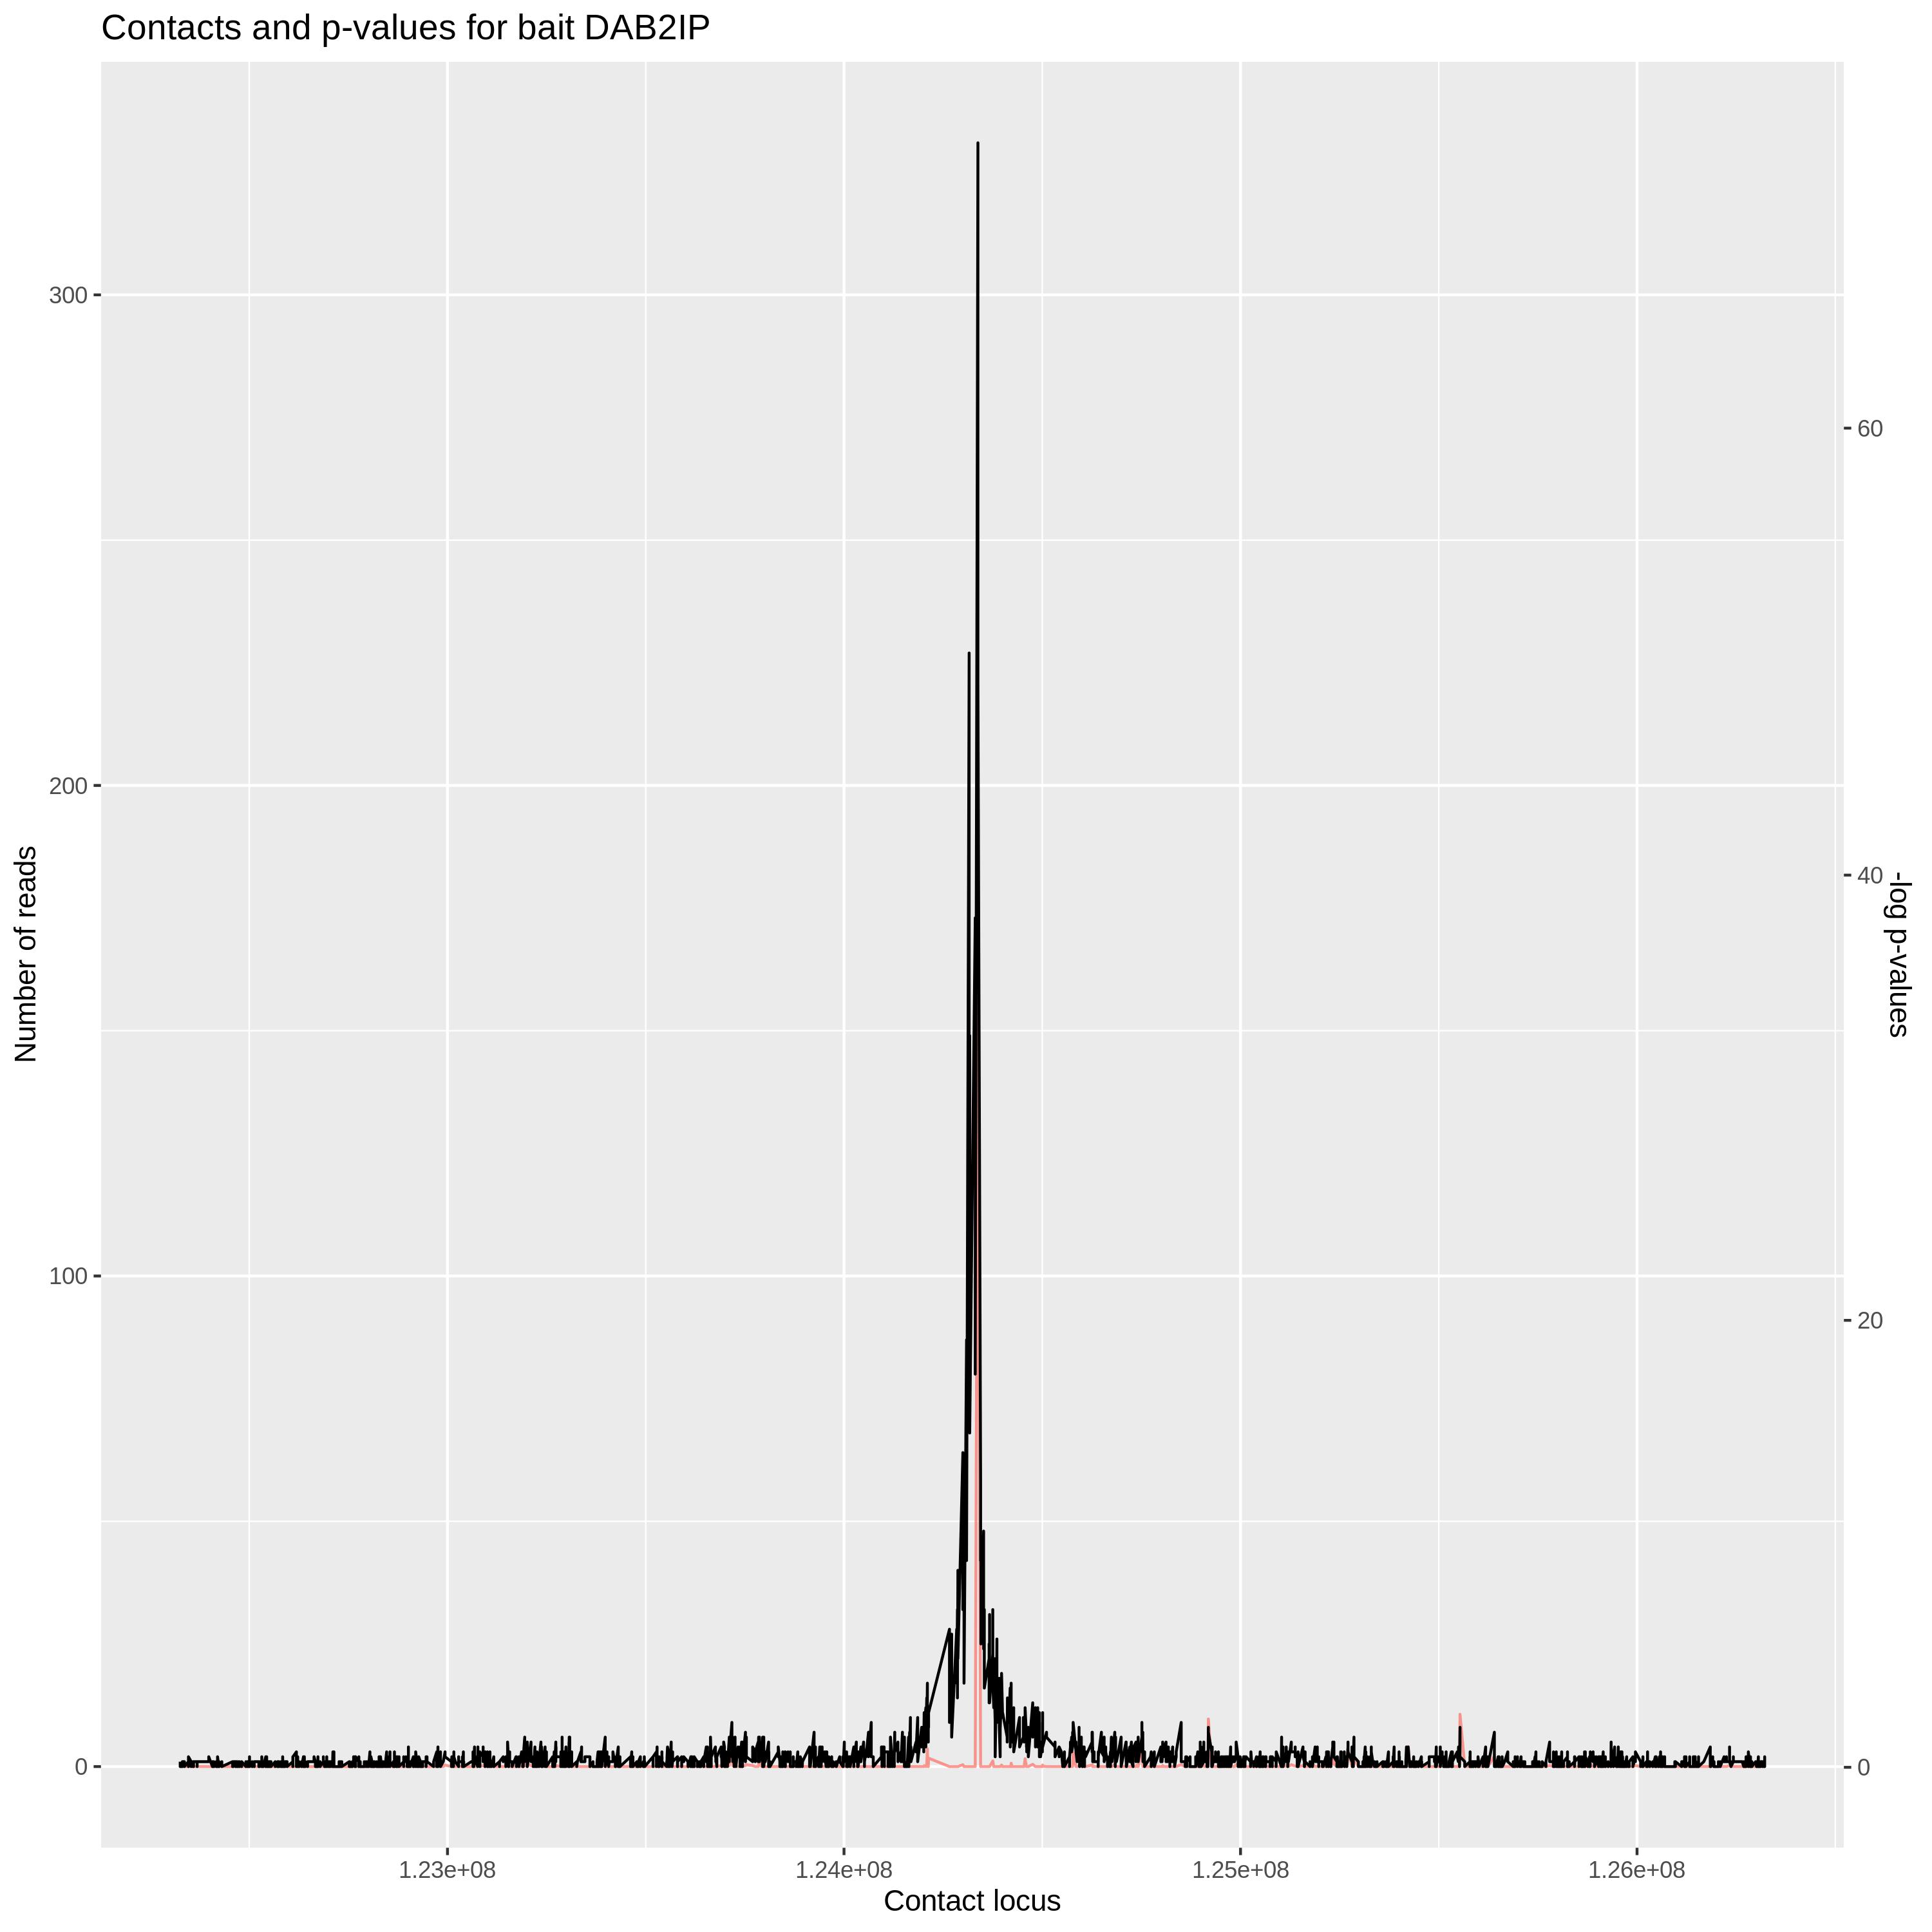 Contacts and p-values for bait DAB2IP
300
200
100
0
Number of reads
60
40
20
0
-log p-values
1.23e+08
1.24e+08
1.25e+08
1.26e+08
Contact locus